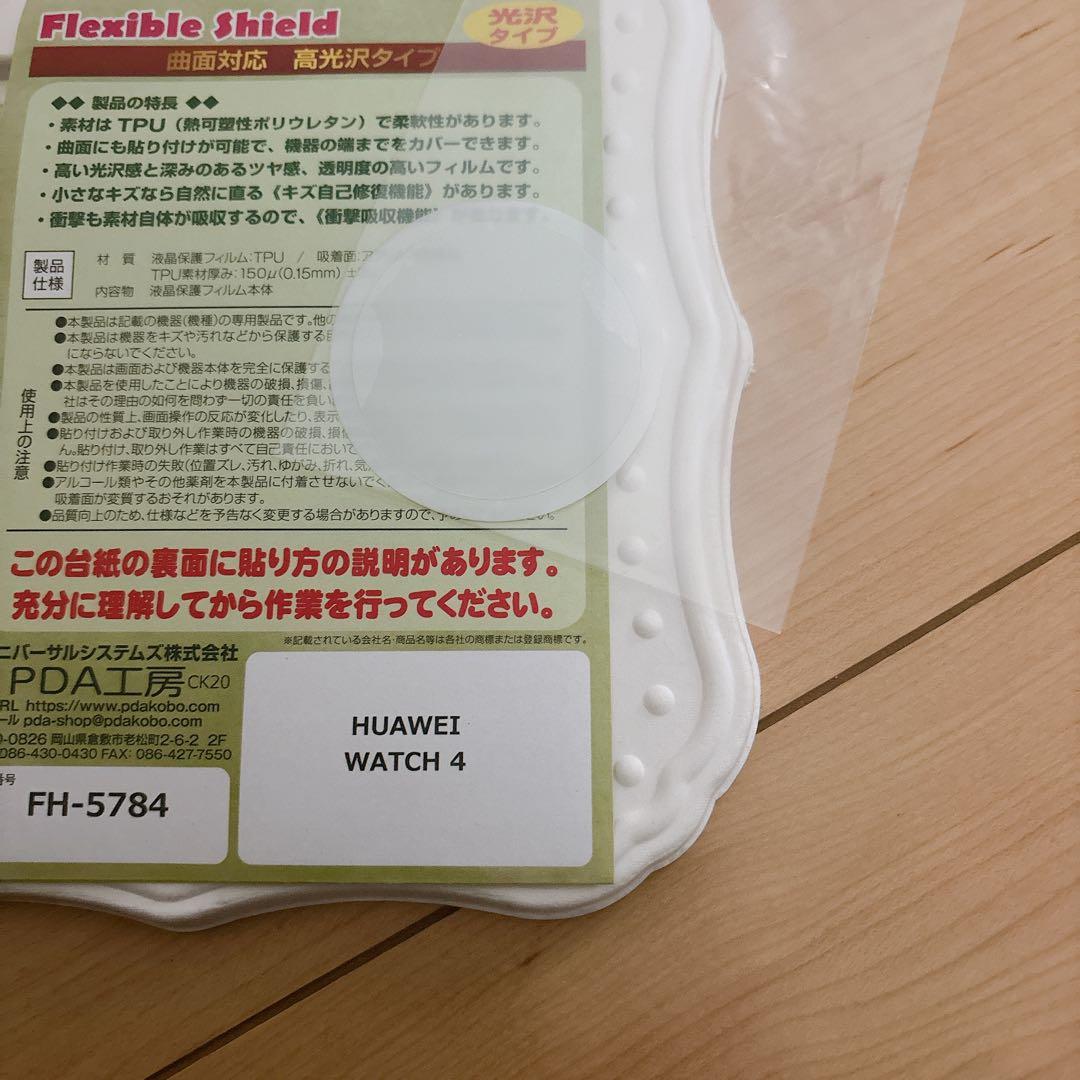 Flexible Shield
光沢
タイプ
曲面対応 高光沢タイプ
◆◆ 製品の特長 ◆◆
・素材は TPU（熱可塑性ポリウレタン）で柔軟性があります。
・曲面にも貼り付けが可能で、機器の端までをカバーできます。
・高い光沢感と深みのあるツヤ感、透明度の高いフィルムです。
・小さなキズなら自然に直る《キズ自己修復機能》があります。
・衝撃も素材自体が吸収するので、《衝撃吸収機能》
製品
仕様
材 質 液晶保護フィルム:TPU / 吸着面:ア
TPU素材厚み:150μ(0.15mm)
内容物 液晶保護フィルム本体
使用上の注意
●本製品は記載の機器(機種)の専用製品です。他の
●本製品は機器をキズや汚れなどから保護する目
にならないでください。
●本製品は画面および機器本体を完全に保護する
●本製品を使用したことにより機器の破損、損傷、
社はその理由の如何を問わず一切の責任を負い
●製品の性質上、画面操作の反応が変化したり、表示
●貼り付けおよび取り外し作業時の機器の破損、損傷
ん。貼り付け、取り外し作業はすべて自己責任において
●貼り付け作業時の失敗(位置ズレ、汚れ、ゆがみ、折れ、気
●アルコール類やその他薬剤を本製品に付着させないでく
吸着面が変質するおそれがあります。
●品質向上のため、仕様などを予告なく変更する場合がありますので、予め
さい。
この台紙の裏面に貼り方の説明があります。
充分に理解してから作業を行ってください。
※記載されている会社名・商品名等は各社の商標または登録商標です。
ニバーサルシステムズ株式会社
PDA工房 CK20
RL https://www.pdakobo.com
ール pda-shop@pdakobo.com
0-0826 岡山県倉敷市老松町2-6-2 2F
086-430-0430 FAX: 086-427-7550
番号
FH-5784
HUAWEI
WATCH 4